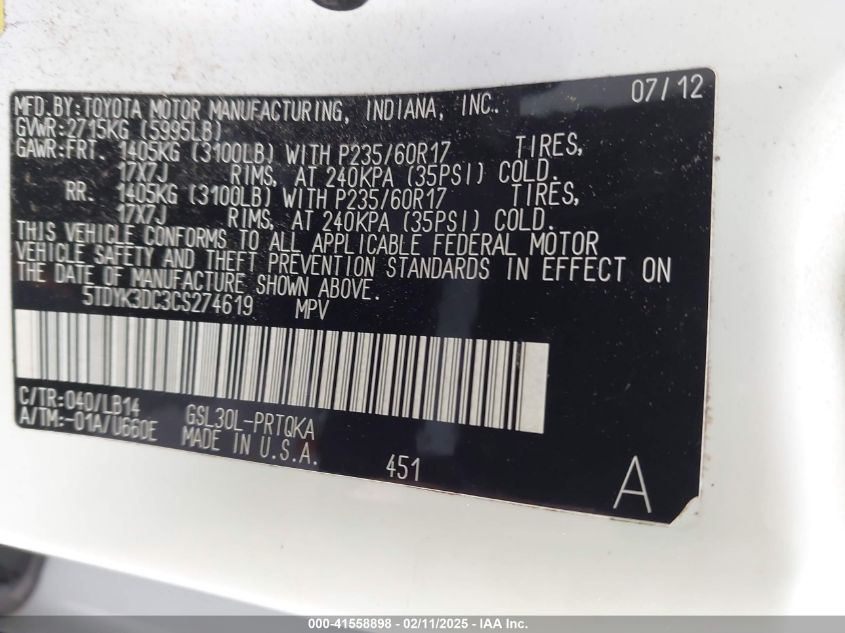 07/12
MFD. BY: TOYOTA MOTOR MANUFACTURING, INDIANA, INC.
GVWR: 2715KG (5995LB)
GAWR: FRT. 1405KG (3100LB) WITH P235/60R17 TIRES,
17X7J RIMS, AT 240KPA (35PSI) COLD.
RR. 1405KG (3100LB) WITH P235/60R17 TIRES,
17X7J RIMS, AT 240KPA (35PSI) COLD.
THIS VEHICLE CONFORMS TO ALL APPLICABLE FEDERAL MOTOR
VEHICLE SAFETY AND THEFT PREVENTION STANDARDS IN EFFECT ON
THE DATE OF MANUFACTURE SHOWN ABOVE.
5TDYK3DC3CS274619 MPV
C/TR: 040/LB14
A/TM: -01A/U660E
GSL30L-PRTQKA
MADE IN U.S.A.
451
A
000-41558898 - 02/11/2025 - IAA Inc.